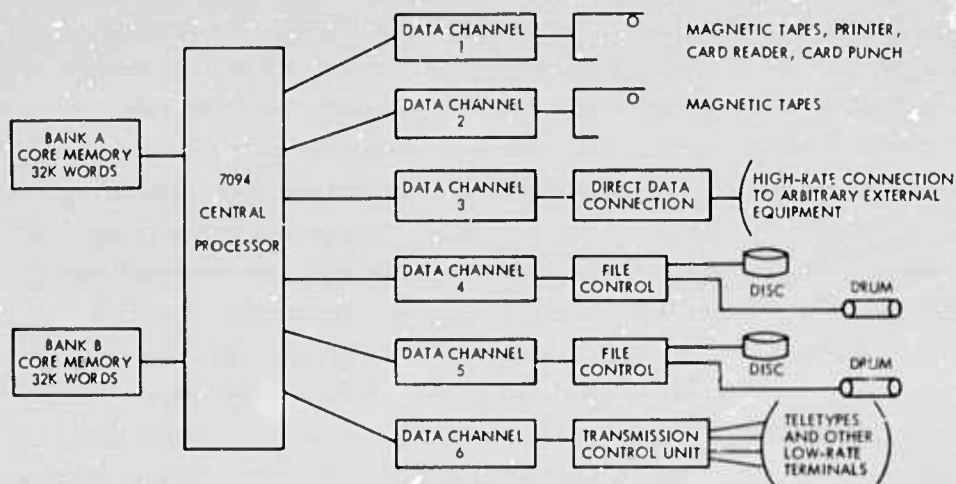 DATA CHANNEL
1
MAGNETIC TAPES, PRINTER,
CARD READER, CARD PUNCH
DATA CHANNEL
2
MAGNETIC TAPES
BANK A
CORE MEMORY
32K WORDS
7094
CENTRAL
PROCESSOR
DATA CHANNEL
3
DIRECT DATA
CONNECTION
HIGH-RATE CONNECTION
TO ARBITRARY EXTERNAL
EQUIPMENT
DATA CHANNEL
4
FILE
CONTROL
DISC
DRUM
BANK B
CORE MEMORY
32K WORDS
DATA CHANNEL
5
FILE
CONTROL
DISC
DRUM
DATA CHANNEL
6
TRANSMISSION
CONTROL UNIT
TELETYPES
AND OTHER
LOW-RATE
TERMINALS